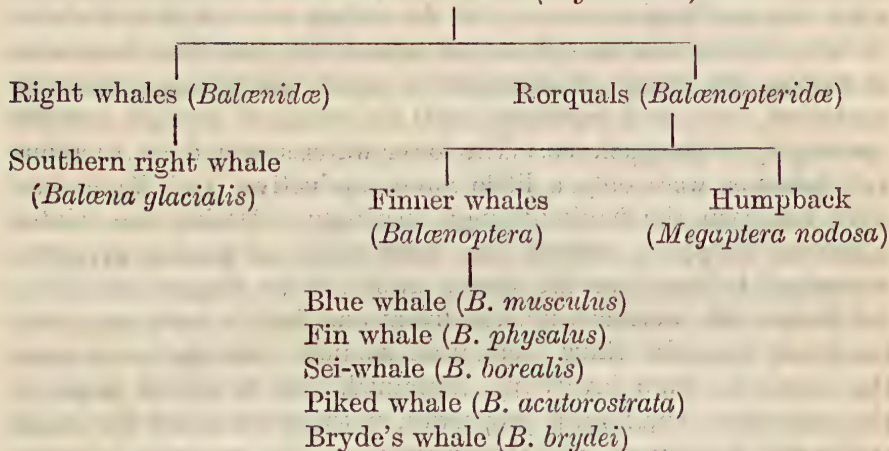 Right whales (Balænidæ) Rorquals (Balænopteridæ)
Southern right whale
(Balæna glacialis)
Finner whales Humpback
(Balænoptera) (Megaptera nodosa)
Blue whale (B. musculus)
Fin whale (B. physalus)
Sei-whale (B. borealis)
Piked whale (B. acutorostrata)
Bryde's whale (B. brydei)